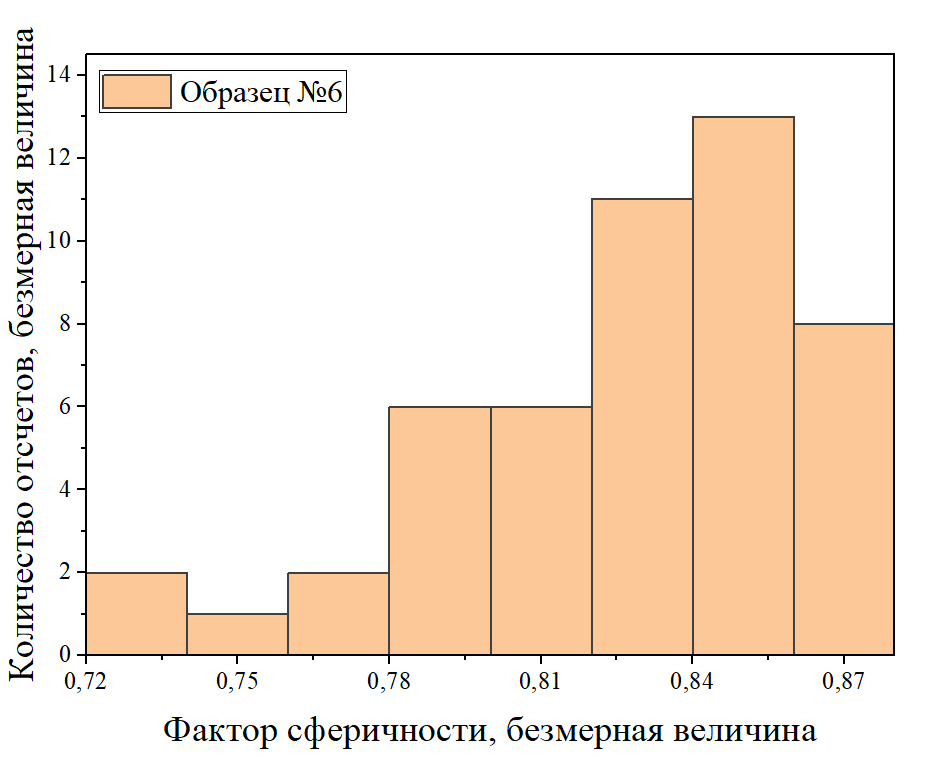 Количество отсчетов, безмерная величина
Образец №6
14
12
10
8
6
4
2
0
0,72 0,75 0,78 0,81 0,84 0,87
Фактор сферичности, безмерная величина